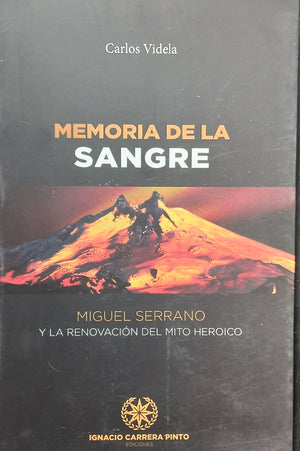 Carlos Videla
MEMORIA DE LA
SANGRE
MIGUEL SERRANO
Y LA RENOVACIÓN DEL MITO HEROICO
IGNACIO CARRERA PINTO
EDICIONES